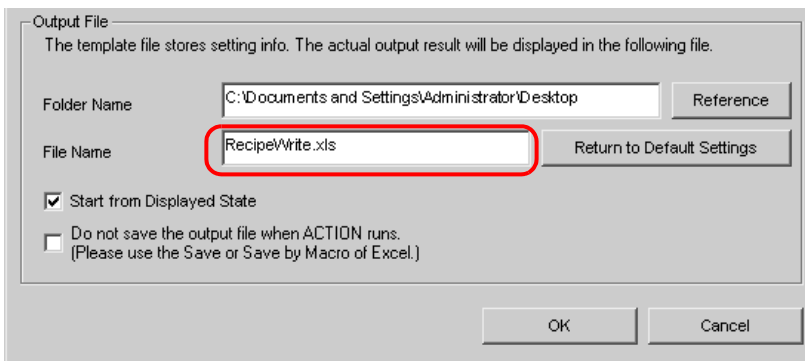 Output File
The template file stores setting info. The actual output result will be displayed in the following file.
Folder Name
C:\Documents and Settings\Administrator\Desktop
Reference
File Name
RecipeWrite.xls
Return to Default Settings
Start from Displayed State
Do not save the output file when ACTION runs.
(Please use the Save or Save by Macro of Excel.)
OK
Cancel